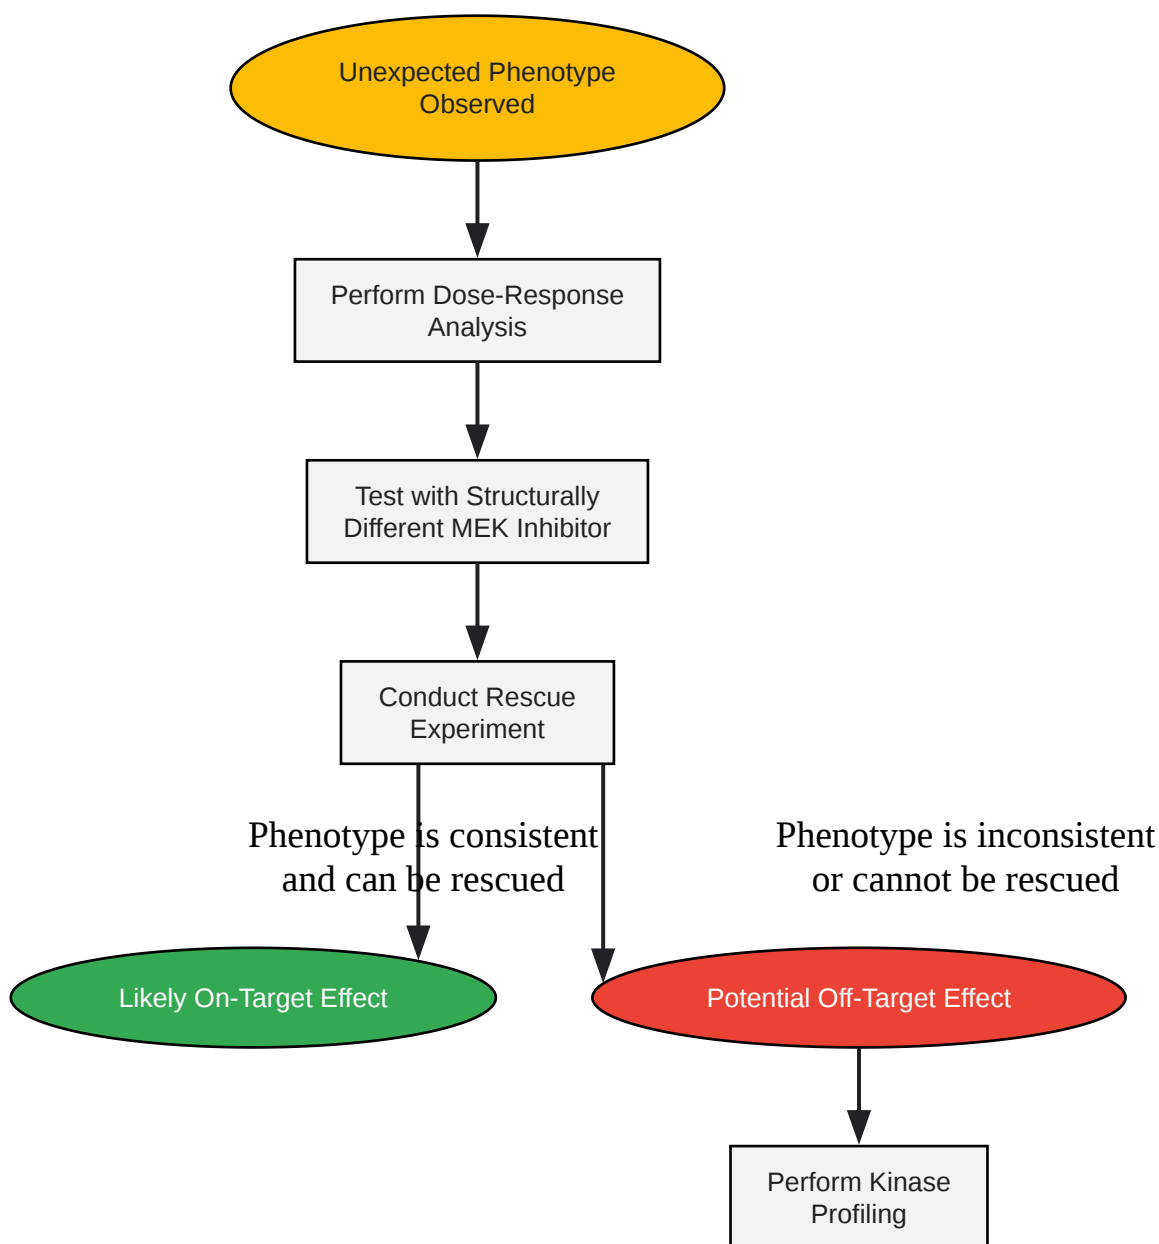 Unexpected Phenotype
Observed
Perform Dose-Response
Analysis
Test with Structurally
Different MEK Inhibitor
Conduct Rescue
Experiment
Phenotype is consistent
and can be rescued
Phenotype is inconsistent
or cannot be rescued
Likely On-Target Effect
Potential Off-Target Effect
Perform Kinase
Profiling